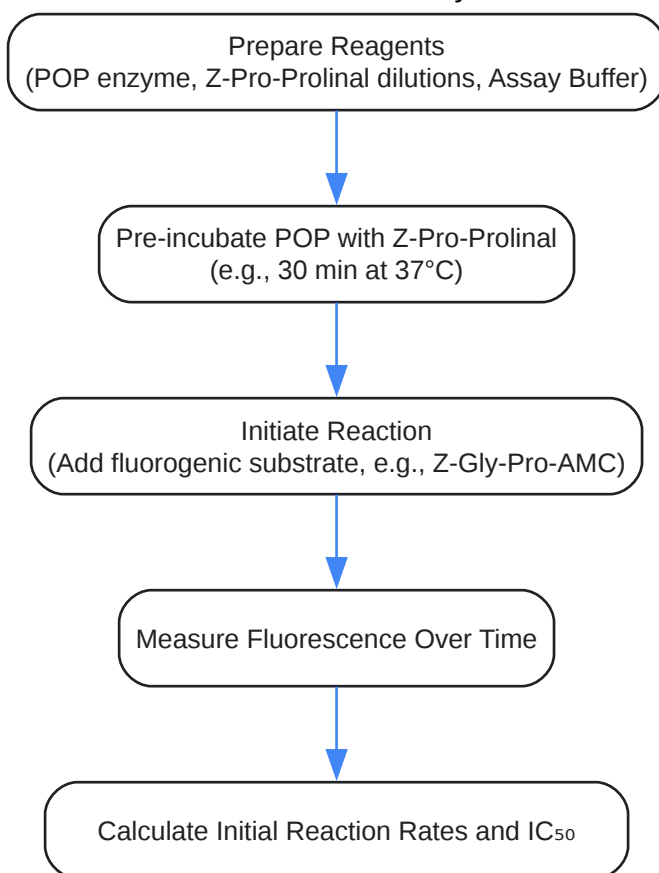 Prepare Reagents
(POP enzyme, Z-Pro-Prolinal dilutions, Assay Buffer)
Pre-incubate POP with Z-Pro-Prolinal
(e.g., 30 min at 37°C)
Initiate Reaction
(Add fluorogenic substrate, e.g., Z-Gly-Pro-AMC)
Measure Fluorescence Over Time
Calculate Initial Reaction Rates and IC₅₀